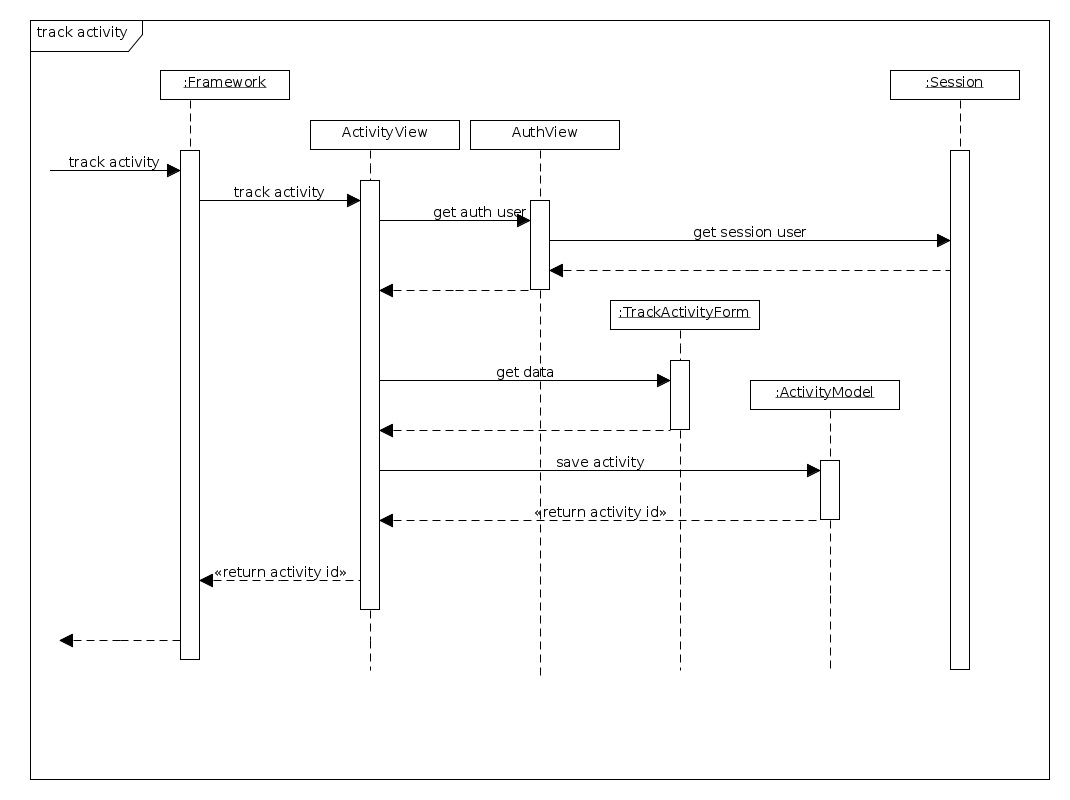 track activity
:Framework
:Session
ActivityView
AuthView
track activity
track activity
get auth user
get session user
:TrackActivityForm
get data
:ActivityModel
save activity
«return activity id»
«return activity id»